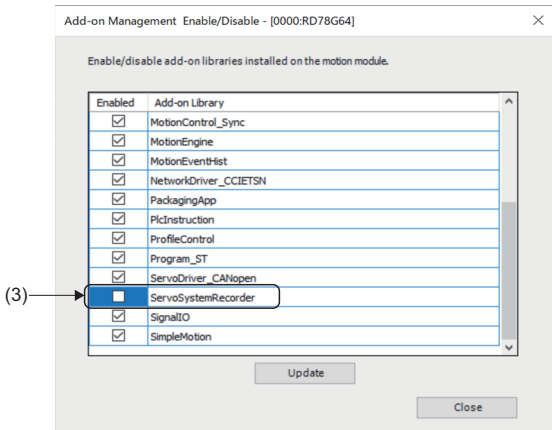 Add-on Management Enable/Disable - [0000:RD78G64]
Enable/disable add-on libraries installed on the motion module.
Enabled Add-on Library
MotionControl_Sync
MotionEngine
MotionEventHist
NetworkDriver_CCIETSN
PackagingApp
PlcInstruction
ProfileControl
Program_ST
ServoDriver_CANopen
(3) ServoSystemRecorder
SignalIO
SimpleMotion
Update
Close